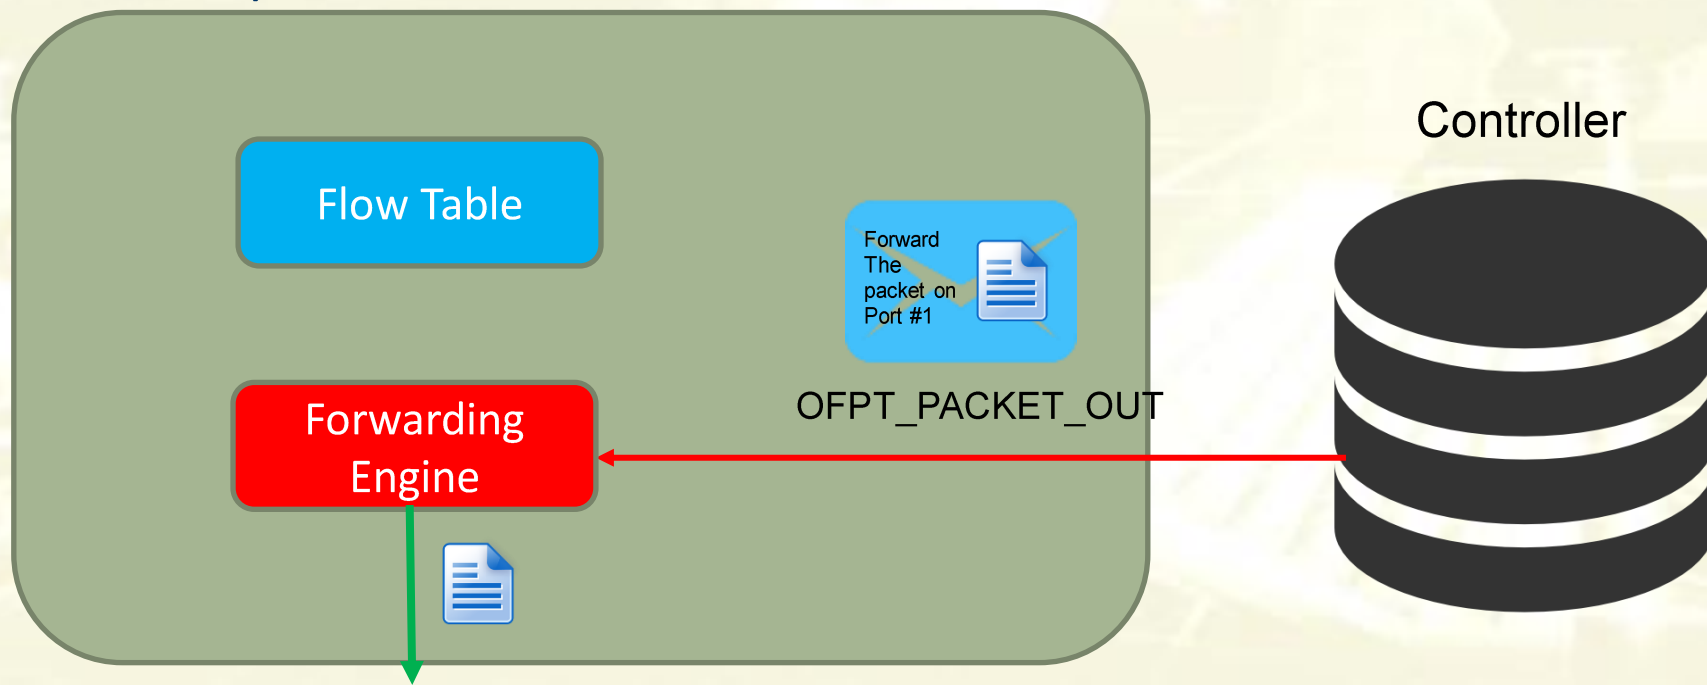 Controller
Flow Table
Forward
The
packet on
Port #1
OFPT_PACKET_OUT
Forwarding
Engine